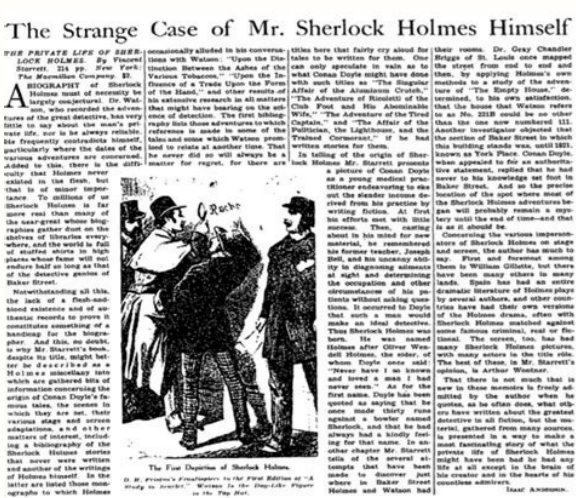 The Strange Case of Mr. Sherlock Holmes Himself
THE PRIVATE LIFE OF SHER-
LOCK HOLMES. By Vincent
Starrett. 214 pp. New York:
The Macmillan Company. $2.
A BIOGRAPHY of Sherlock
Holmes must of necessity be
largely conjectural. Dr. Wat-
son, who recorded the adven-
tures of the great detective, has very
little to say about the man's pri-
vate life, nor is he always reliable.
He frequently contradicts himself,
particularly where the dates of the
various adventures are concerned.
Added to this, there is the diffi-
culty that Holmes never
existed in the flesh, but
that is of minor impor-
tance. To millions of us
Sherlock Holmes is far
more real than many of
the near-great whose biog-
raphies gather dust on the
shelves of libraries every-
where, and the world is full
of stuffed shirts in high
places whose fame will not
endure half as long as that
of the detective genius of
Baker Street.
Notwithstanding all this,
the lack of a flesh-and-
blood existence and of au-
thentic records to prove it
constitutes something of a
handicap for the biogra-
pher. And this, no doubt,
is why Mr. Starrett's book,
despite its title, might bet-
ter be described as a
Holmes miscellany into
which are gathered bits of
information concerning the
origin of Conan Doyle's fa-
mous tales, the scenes in
which they are set, their
various stage and screen
adaptations, and other
matters of interest, includ-
ing a bibliography of the
Sherlock Holmes stories
that never were written
and another of the writings
of Holmes himself. In the
latter are listed those mon-
ographs to which Holmes
occasionally alluded in his conversa-
tions with Watson: "Upon the Dis-
tinctions Between the Ashes of the
Various Tobaccos," "Upon the In-
fluence of a Trade Upon the Form
of the Hand," and other results of
his extensive research in all matters
that might have bearing on the sci-
ence of detection. The first bibliog-
raphy lists those adventures to which
reference is made in some of the
tales and some which Watson prom-
ised to relate at another time. That
he never did so will always be a
matter for regret, for there are
S. Holmes
The First Depiction of Sherlock Holmes.
D. H. Friston's Frontispiece to the First Edition of "A
Study in Scarlet." Watson Is the Dog-Like Figure
in the Top Hat.
titles here that fairly cry aloud for
tales to be written for them. One
can only speculate in vain as to
what Conan Doyle might have done
with such titles as "The Singular
Affair of the Aluminum Crutch,"
"The Adventure of Ricoletti of the
Club Foot and His Abominable
Wife," "The Adventure of the Tired
Captain," and "The Affair of the
Politician, the Lighthouse, and the
Trained Cormorant," if he had
written stories for them.
In telling of the origin of Sher-
lock Holmes Mr. Starrett presents
a picture of Conan Doyle
as a young medical prac-
titioner endeavoring to eke
out the slender income de-
rived from his practice by
writing fiction. At first
his efforts met with little
success. Then, casting
about in his mind for new
material, he remembered
his former teacher, Joseph
Bell, and his uncanny abil-
ity in diagnosing ailments
at sight and determining
the occupation and other
circumstances of his pa-
tients without asking ques-
tions. It occurred to Doyle
that such a man would
make an ideal detective.
Thus Sherlock Holmes was
born. He was named
Holmes after Oliver Wen-
dell Holmes, the elder, of
whom Doyle once said:
"Never have I so known
and loved a man I had
never seen." As for the
first name, Doyle has been
quoted as saying that he
once made thirty runs
against a bowler named
Sherlock, and that he had
always had a kindly feel-
ing for that name. In an-
other chapter Mr. Starrett
tells of the several at-
tempts that have been
made to discover just
where in Baker Street
Holmes and Watson had
their rooms. Dr. Gray Chandler
Briggs of St. Louis once mapped
the street from end to end and
then, by applying Holmes's own
methods to a study of the adven-
ture of "The Empty House," de-
termined, to his own satisfaction,
that the house that Watson refers
to as No. 221B could be no other
than the one now numbered 111.
Another investigator objected that
the section of Baker Street in which
this building stands was, until 1921,
known as York Place. Conan Doyle,
when appealed to for an authorita-
tive statement, replied that he had
never to his knowledge set foot in
Baker Street. And so the precise
location of the spot where most of
the Sherlock Holmes adventures be-
gan will probably remain a mys-
tery until the end of time—and that
is as it should be.
Concerning the various imperson-
ators of Sherlock Holmes on stage
and screen, the author has much to
say. First and foremost among
them is William Gillette, but there
have been many others in many
lands. Spain has had an entire
dramatic literature of Holmes plays
by several authors, and other coun-
tries have had their own versions
of the Holmes drama, often with
Sherlock Holmes matched against
some famous criminal, real or fic-
tional. The screen, too, has had
many Sherlock Holmes pictures,
with many actors in the title rôle.
The best of these, in Mr. Starrett's
opinion, is Arthur Wontner.
That there is not much that is
new in these memoirs is freely ad-
mitted by the author when he
quotes, as he often does, what oth-
ers have written about the greatest
detective in all fiction, but the ma-
terial, gathered from many sources,
is presented in a way to make a
most fascinating story of what the
private life of Sherlock Holmes
might have been had he had any
life at all except in the brain of
his creator and in the hearts of his
countless admirers.
ISAAC ANDERSON.